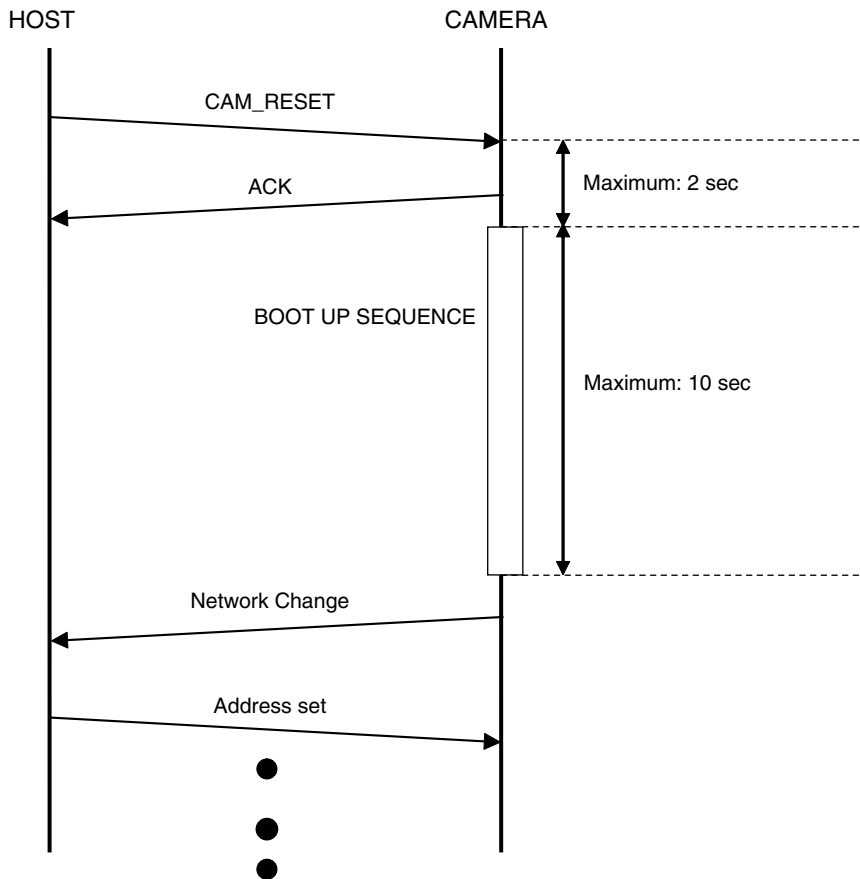 HOST
CAMERA
CAM_RESET
ACK
Maximum: 2 sec
BOOT UP SEQUENCE
Maximum: 10 sec
Network Change
Address set